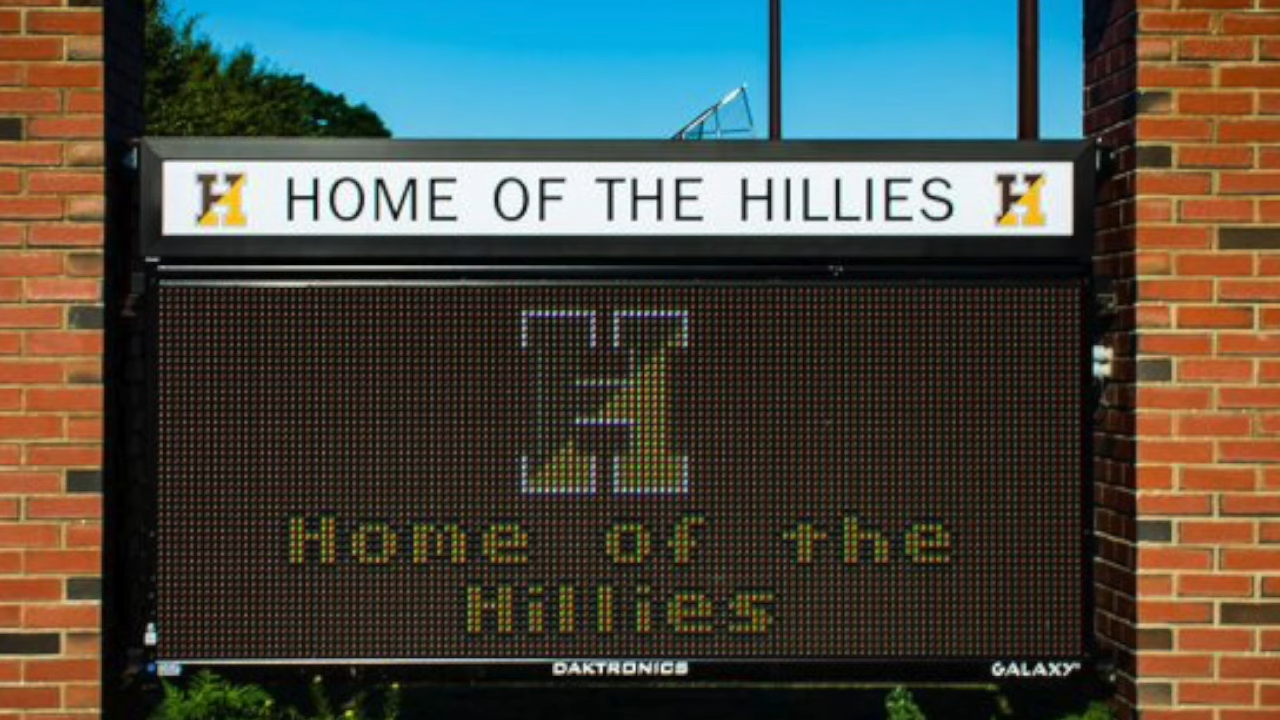 H HOME OF THE HILLIES H
H
Home of the
Hillies
DAKTRONICS GALAXY